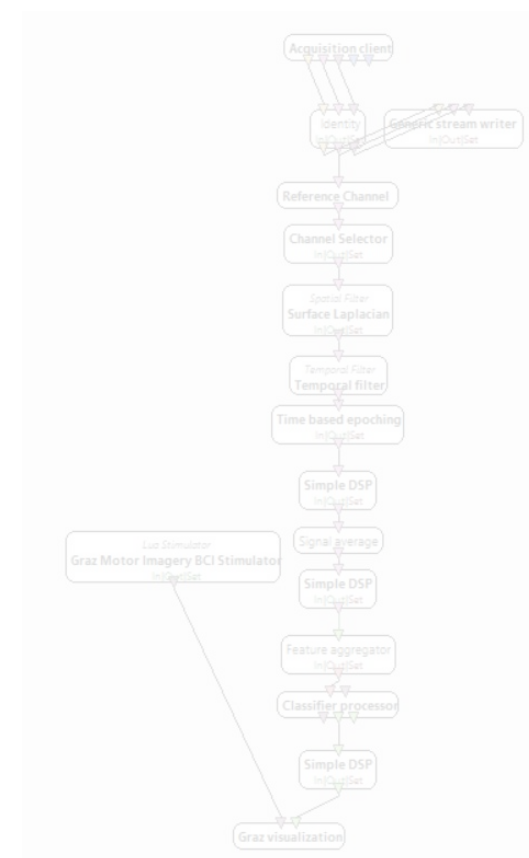 Acquisition client
Identity
In|Out|Set
Generic stream writer
In|Out|Set
Reference Channel
Channel Selector
In|Out|Set
Spatial Filter
Surface Laplacian
In|Out|Set
Temporal Filter
Temporal filter
Time based epoching
In|Out|Set
Simple DSP
In|Out|Set
Signal average
Lua Stimulator
Graz Motor Imagery BCI Stimulator
In|Out|Set
Simple DSP
In|Out|Set
Feature aggregator
In|Out|Set
Classifier processor
Simple DSP
In|Out|Set
Graz visualization